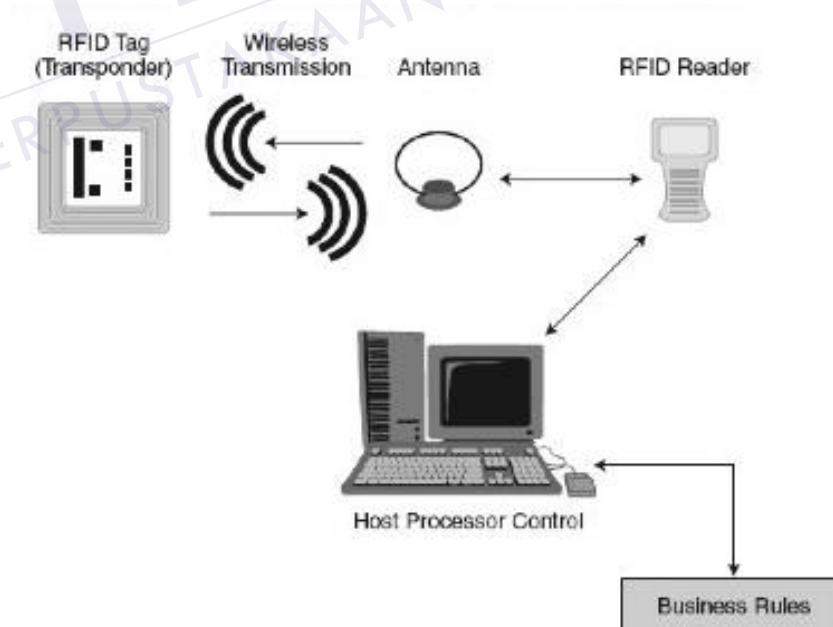 RFID Tag
(Transponder)
Wireless
Transmission
Antenna
RFID Reader
Host Processor Control
Business Rules